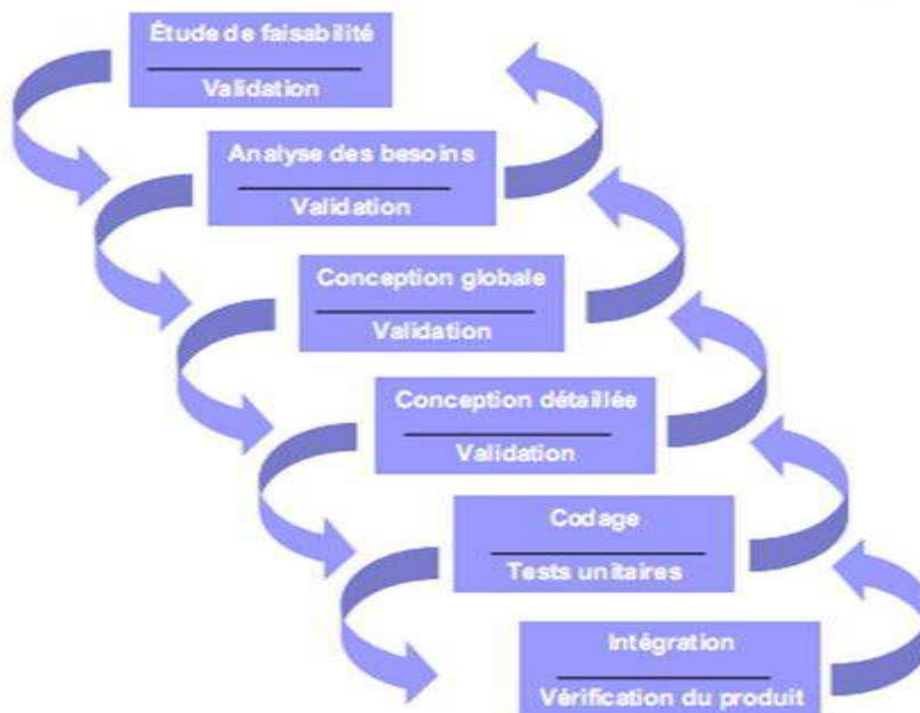 Étude de faisabilité
Validation
Analyse des besoins
Validation
Conception globale
Validation
Conception détaillée
Validation
Codage
Tests unitaires
Intégration
Vérification du produit